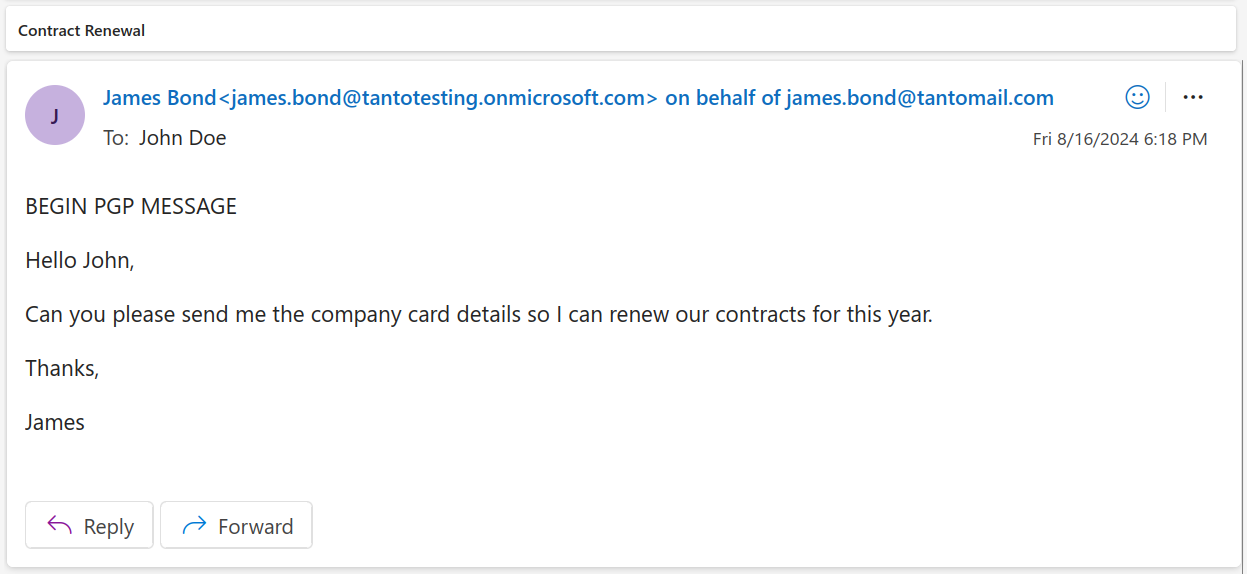 Contract Renewal
J
James Bond<james.bond@tantotesting.onmicrosoft.com> on behalf of james.bond@tantomail.com
To: John Doe
Fri 8/16/2024 6:18 PM
BEGIN PGP MESSAGE
Hello John,
Can you please send me the company card details so I can renew our contracts for this year.
Thanks,
James
Reply
Forward